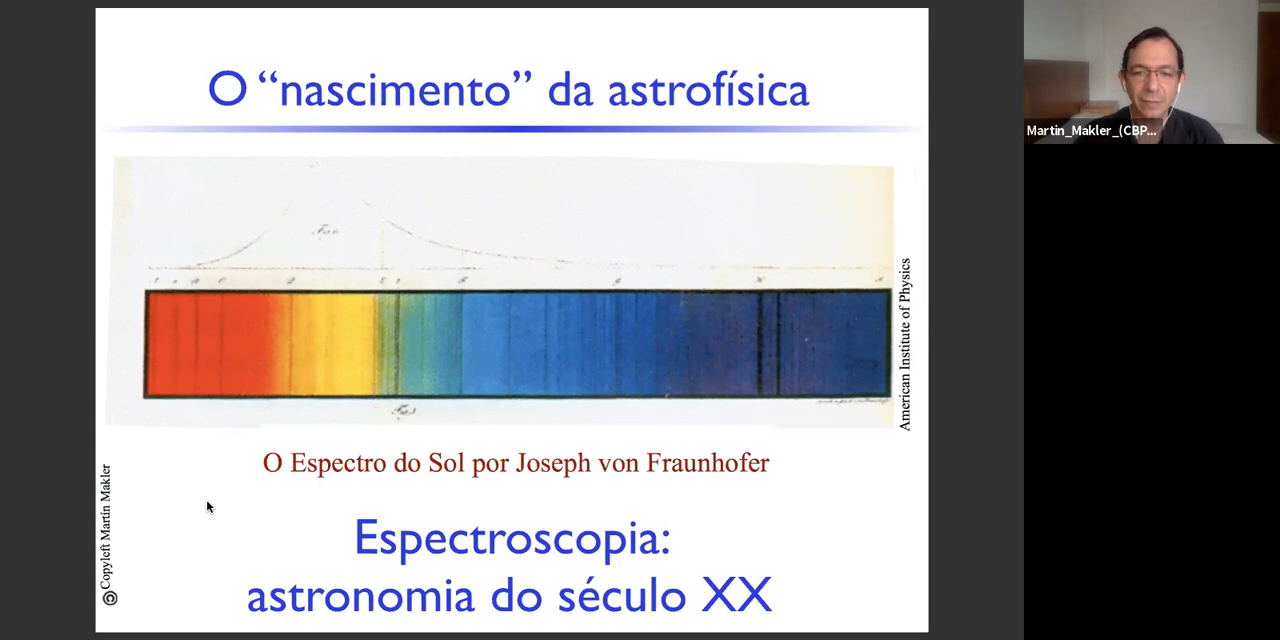 O “nascimento” da astrofísica
Martin_Makler_(CBP...
American Institute of Physics
O Espectro do Sol por Joseph von Fraunhofer
Copyleft Martín Makler
Espectroscopia:
astronomia do século XX